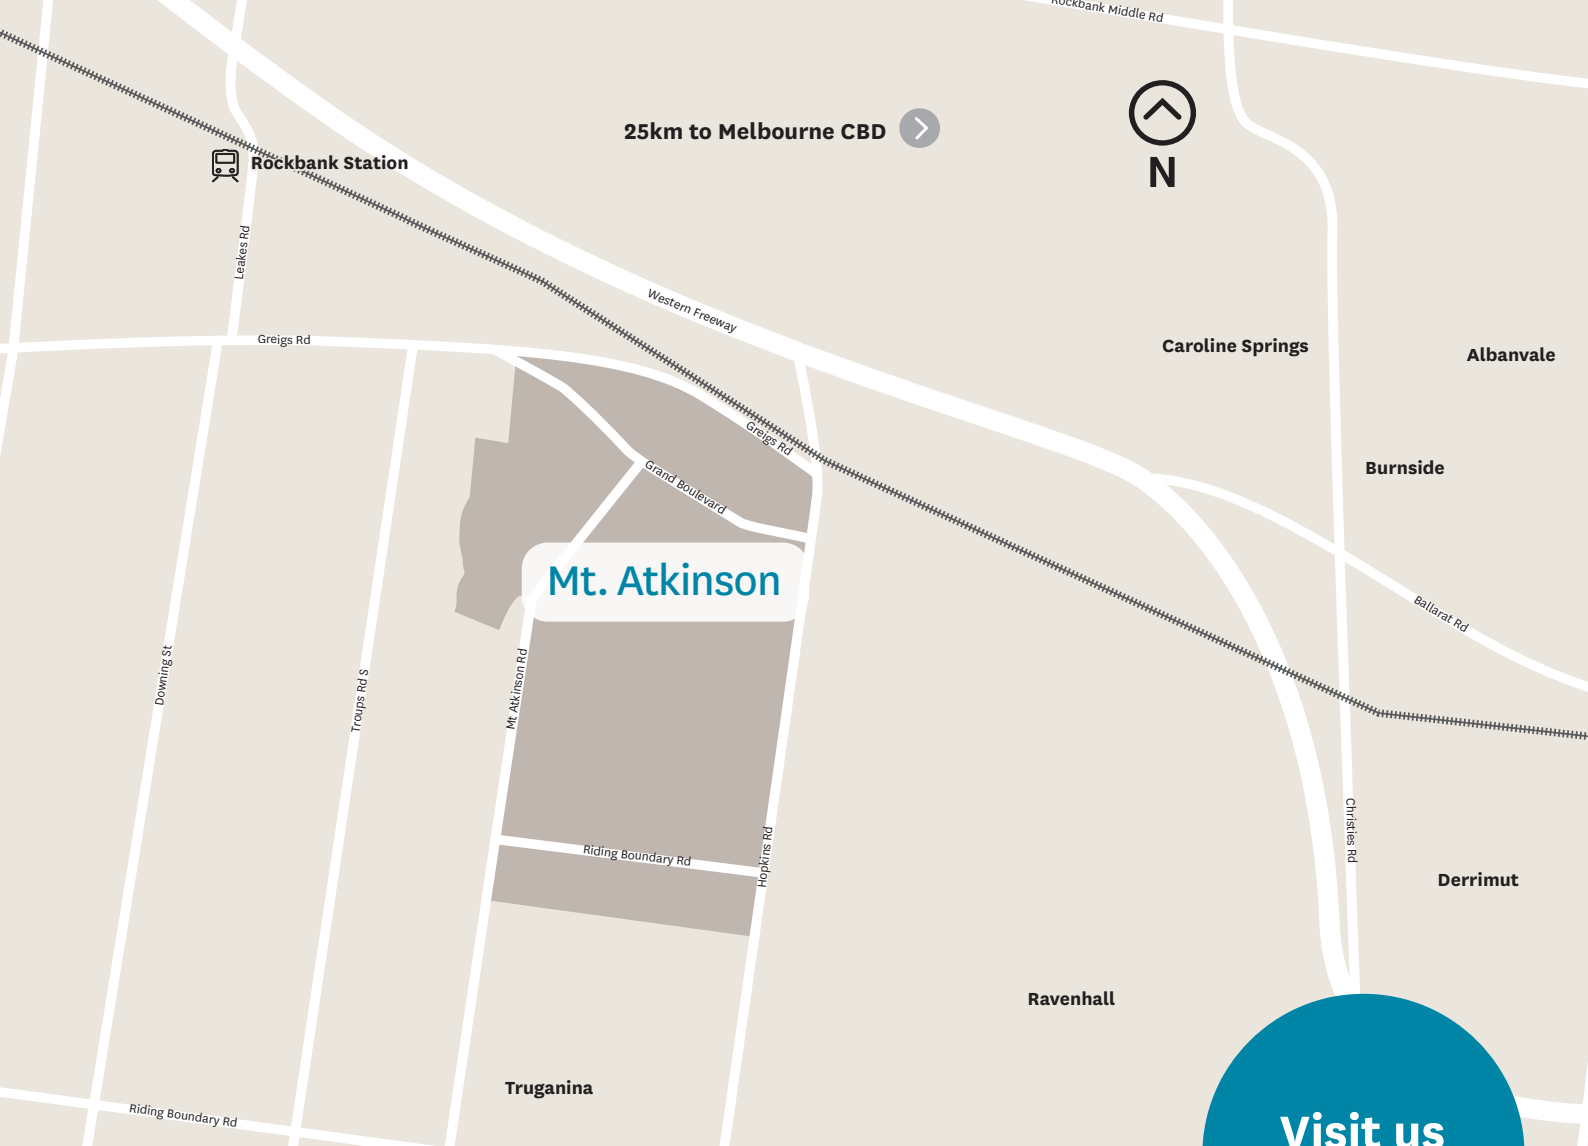 Rockbank Middle Rd
25km to Melbourne CBD
N
Rockbank Station
Leakes Rd
Western Freeway
Greigs Rd
Caroline Springs
Albanvale
Greigs Rd
Burnside
Grand Boulevard
Mt. Atkinson
Ballarat Rd
Downing St
Troups Rd S
Mt Atkinson Rd
Christies Rd
Hopkins Rd
Riding Boundary Rd
Derrimut
Ravenhall
Truganina
Riding Boundary Rd
Visit us